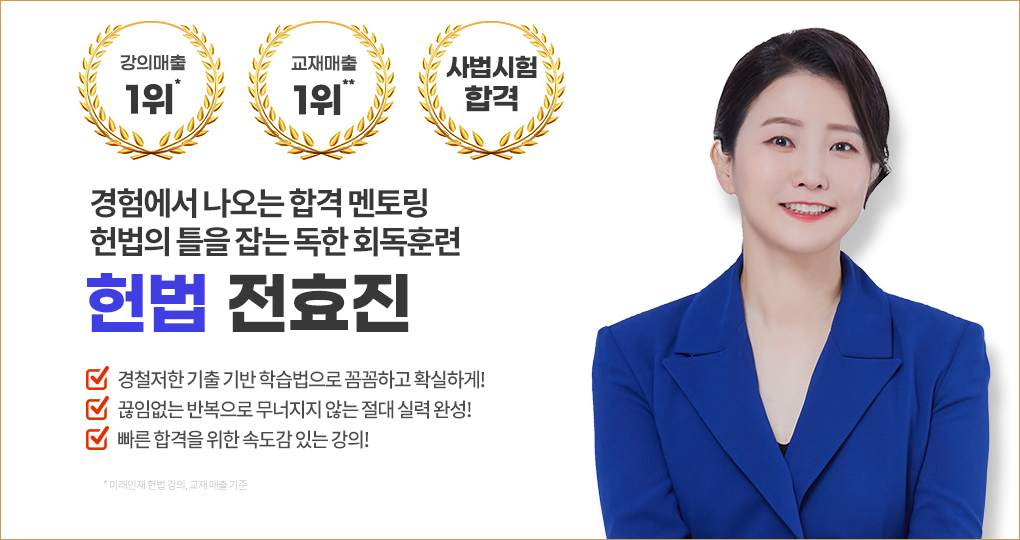 강의매출
1위*
교재매출
1위**
사법시험
합격
경험에서 나오는 합격 멘토링
헌법의 틀을 잡는 독한 회독훈련
헌법 전효진
경철저한 기출 기반 학습법으로 꼼꼼하고 확실하게!
끊임없는 반복으로 무너지지 않는 절대 실력 완성!
빠른 합격을 위한 속도감 있는 강의!
* 미래인재 헌법 강의, 교재 매출 기준